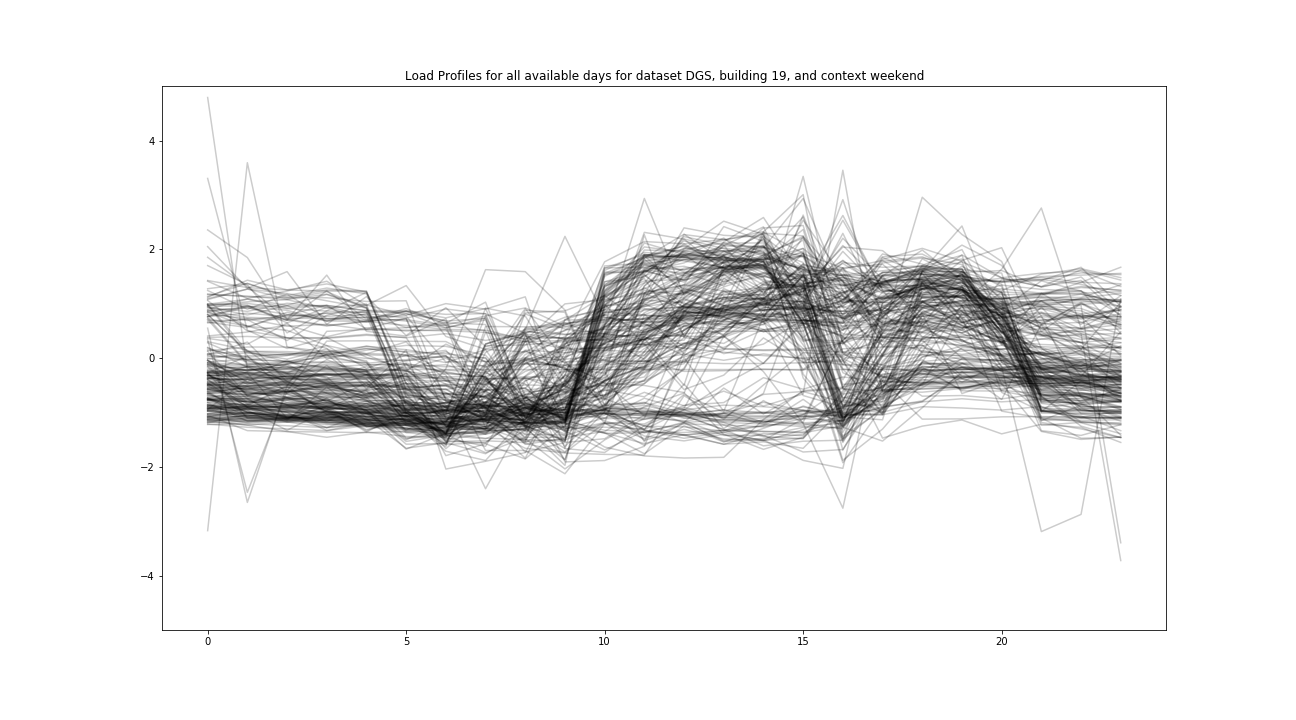 Load Profiles for all available days for dataset DGS, building 19, and context weekend
4
2
0
−2
−4
0 5 10 15 20